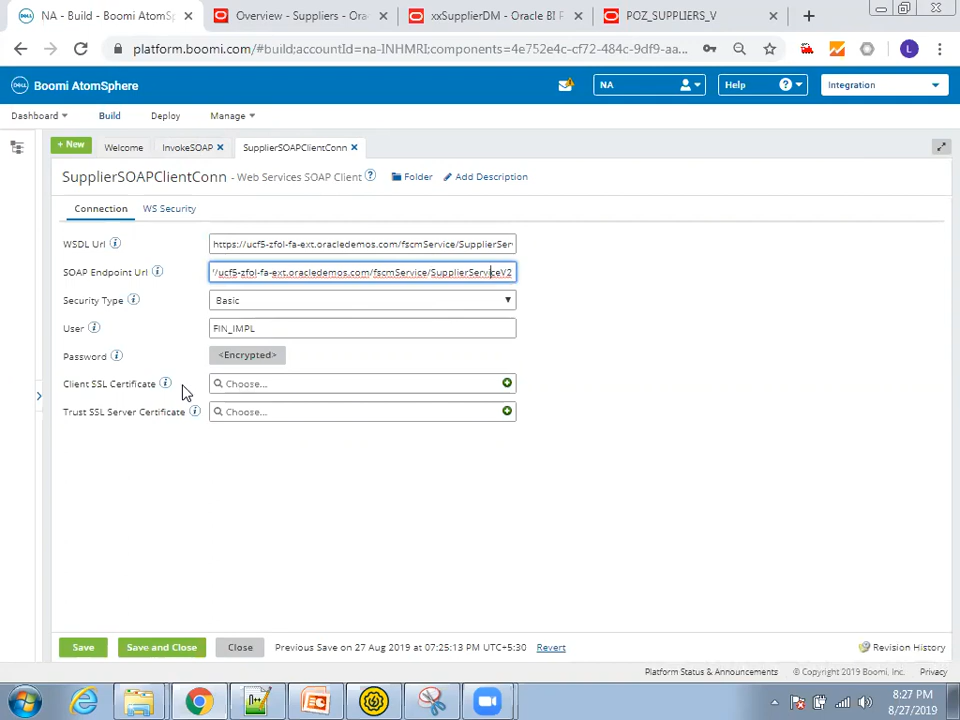 NA - Build - Boomi AtomSp
Overview - Suppliers - Orac
xxSupplierDM - Oracle BI P
POZ_SUPPLIERS_V
platform.boomi.com/#build:accountId=na-INHMRI;components=4e752e4c-cf72-484c-9df9-aa...
L
DELL Boomi AtomSphere
NA
Help
Integration
Dashboard
Build
Deploy
Manage
+ New
Welcome
InvokeSOAP
SupplierSOAPClientConn
SupplierSOAPClientConn - Web Services SOAP Client
Folder
Add Description
Connection
WS Security
WSDL Url
https://ucf5-zfol-fa-ext.oracledemos.com/fscmService/SupplierSer
SOAP Endpoint Url
/ucf5-zfol-fa-ext.oracledemos.com/fscmService/SupplierServiceV2
Security Type
Basic
User
FIN_IMPL
Password
<Encrypted>
Client SSL Certificate
Choose...
Trust SSL Server Certificate
Choose...
Save
Save and Close
Close
Previous Save on 27 Aug 2019 at 07:25:13 PM UTC+5:30
Revert
Revision History
Platform Status & Announcements
© Copyright 2019 Boomi, Inc.
Privacy
8:27 PM
8/27/2019